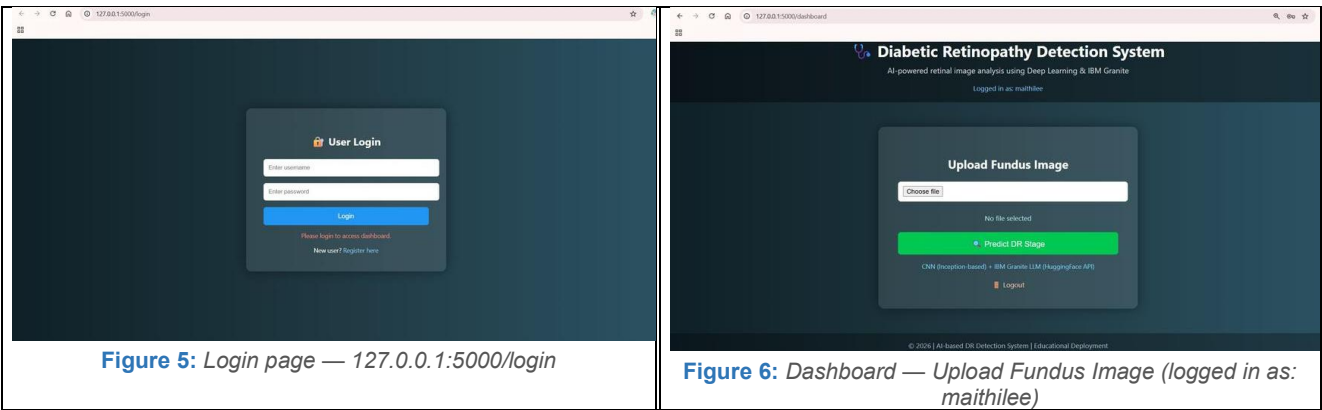 127.0.0.1:5000/login
User Login
Enter username
Enter password
Login
Please login to access dashboard.
New user? Register here
Figure 5: Login page — 127.0.0.1:5000/login
127.0.0.1:5000/dashboard
Diabetic Retinopathy Detection System
AI-powered retinal image analysis using Deep Learning & IBM Granite
Logged in as: maithilee
Upload Fundus Image
Choose file
No file selected
Predict DR Stage
CNN (Inception-based) + IBM Granite LLM (HuggingFace API)
Logout
© 2026 | AI-based DR Detection System | Educational Deployment
Figure 6: Dashboard — Upload Fundus Image (logged in as:
maithilee)